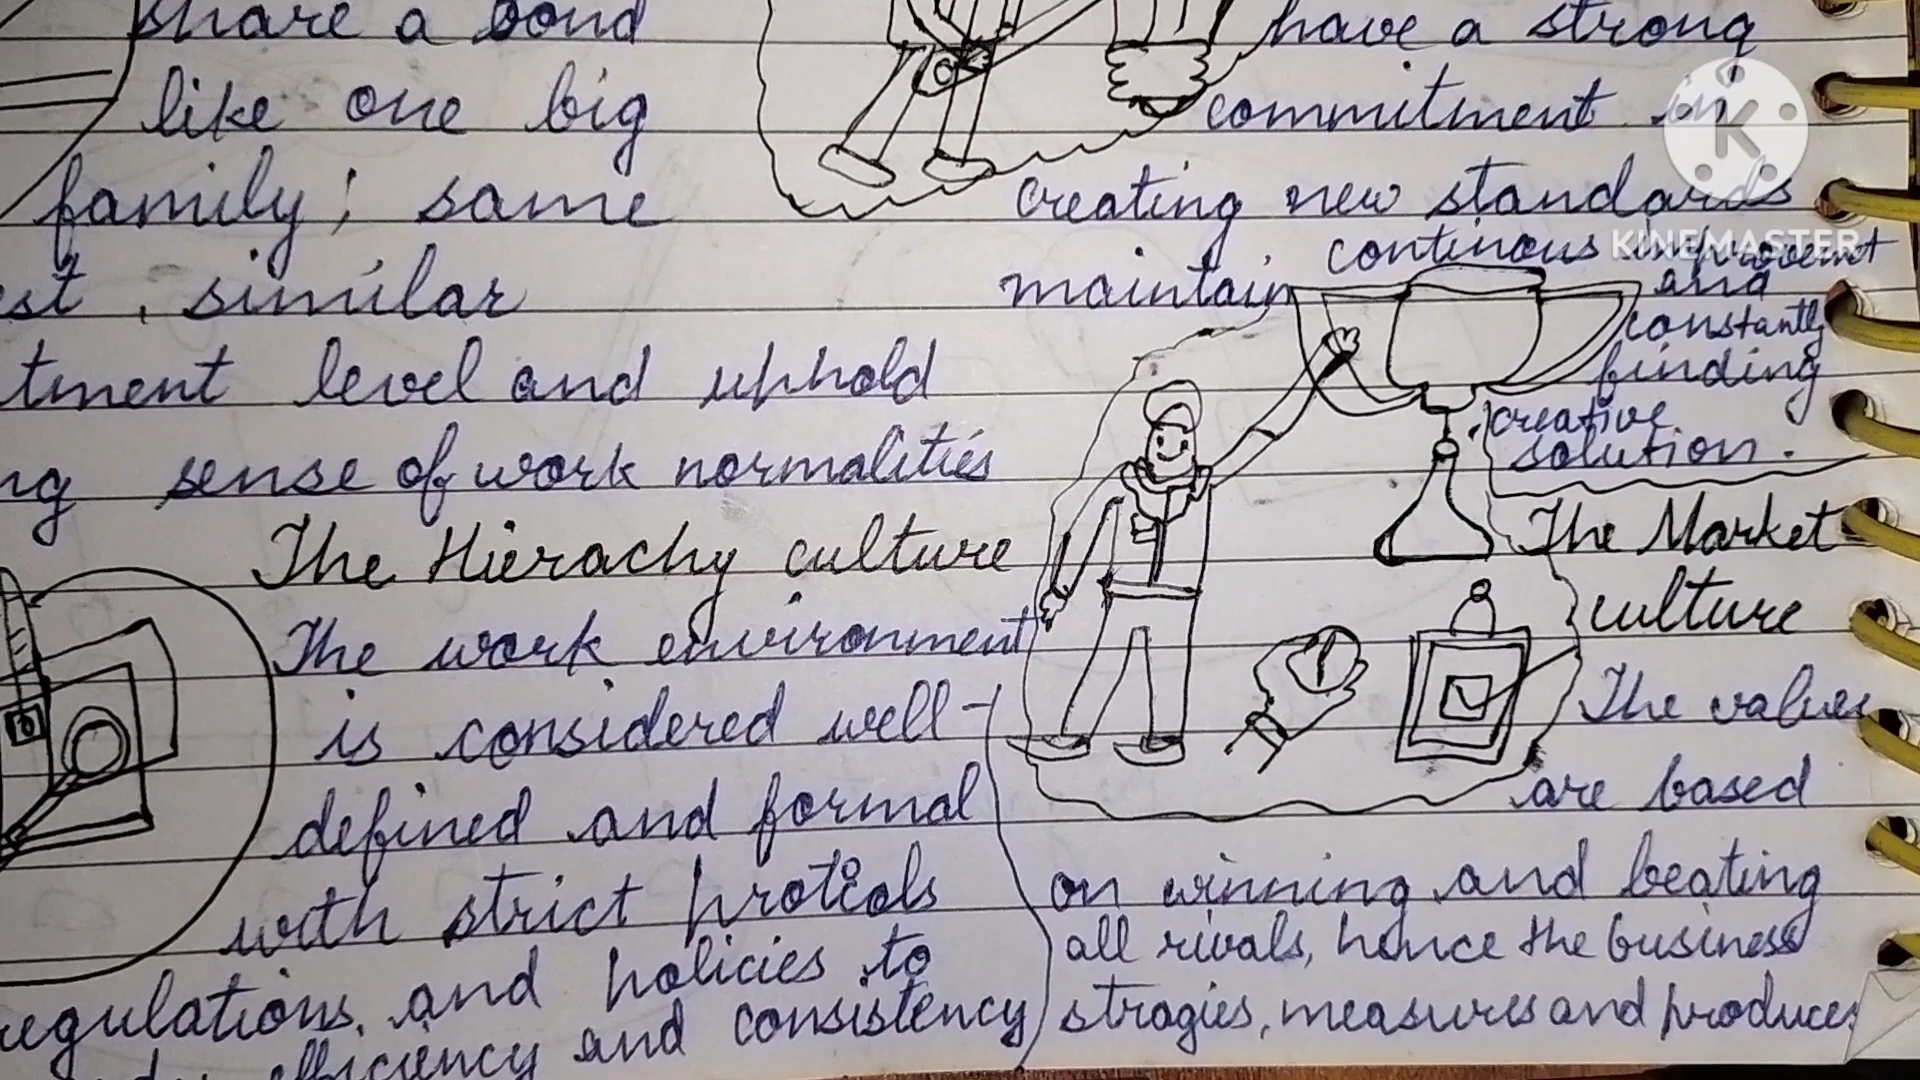 share a bond
like one big
family; same
st, similar
tment level and uphold
ng sense of work normalities
The Hierachy culture
The work environment
is considered well-
defined and formal
with strict protocols
regulations, and policies to
efficiency and consistency
have a strong
commitment in
creating new standards
maintain continous improvemet
and
constantly
finding
creative
solution.
The Market
culture
The values
are based
on winning and beating
all rivals, hence the business
stragies, measures and produces
K
KINEMASTER